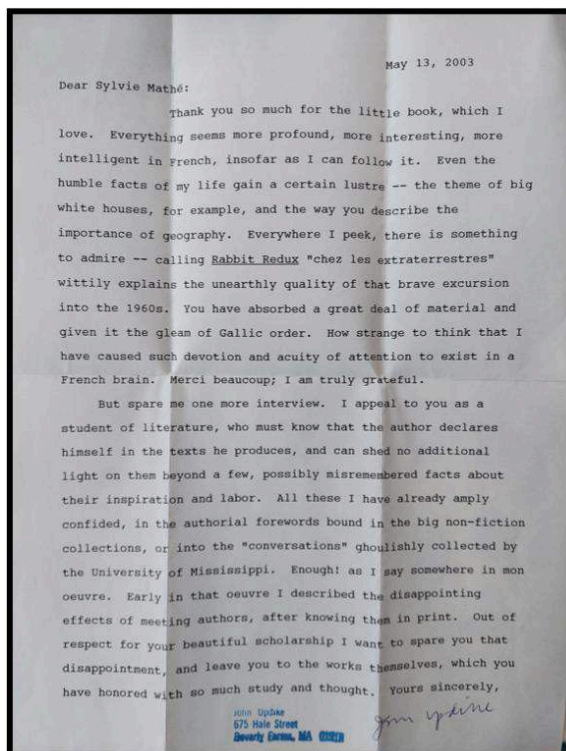 May 13, 2003
Dear Sylvie Mathé:
Thank you so much for the little book, which I
love. Everything seems more profound, more interesting, more
intelligent in French, insofar as I can follow it. Even the
humble facts of my life gain a certain lustre -- the theme of big
white houses, for example, and the way you describe the
importance of geography. Everywhere I peek, there is something
to admire -- calling Rabbit Redux "chez les extraterrestres"
wittily explains the unearthly quality of that brave excursion
into the 1960s. You have absorbed a great deal of material and
given it the gleam of Gallic order. How strange to think that I
have caused such devotion and acuity of attention to exist in a
French brain. Merci beaucoup; I am truly grateful.
But spare me one more interview. I appeal to you as a
student of literature, who must know that the author declares
himself in the texts he produces, and can shed no additional
light on them beyond a few, possibly misremembered facts about
their inspiration and labor. All these I have already amply
confided, in the authorial forewords bound in the big non-fiction
collections, or into the "conversations" ghoulishly collected by
the University of Mississippi. Enough! as I say somewhere in mon
oeuvre. Early in that oeuvre I described the disappointing
effects of meeting authors, after knowing them in print. Out of
respect for your beautiful scholarship I want to spare you that
disappointment, and leave you to the works themselves, which you
have honored with so much study and thought. Yours sincerely,
John Updike
John Updike
675 Hale Street
Beverly Farms, MA